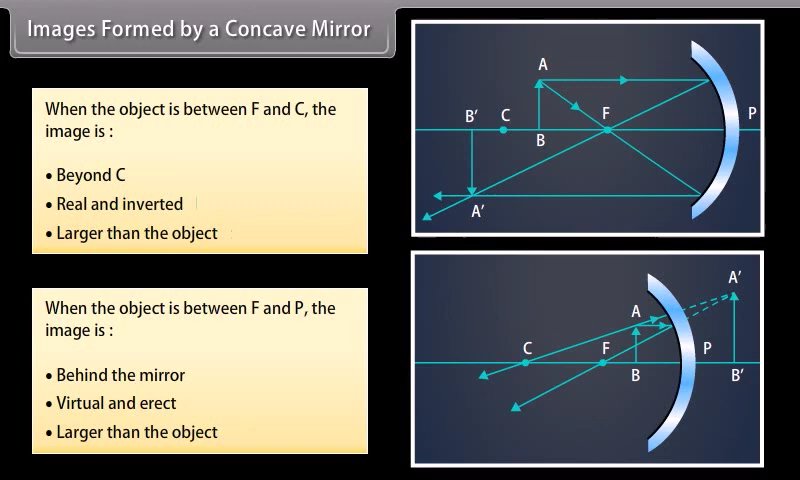 Images Formed by a Concave Mirror
When the object is between F and C, the
image is :
• Beyond C
• Real and inverted
• Larger than the object
A
B' C F P
B
A'
When the object is between F and P, the
image is :
• Behind the mirror
• Virtual and erect
• Larger than the object
A'
A
C F P
B B'